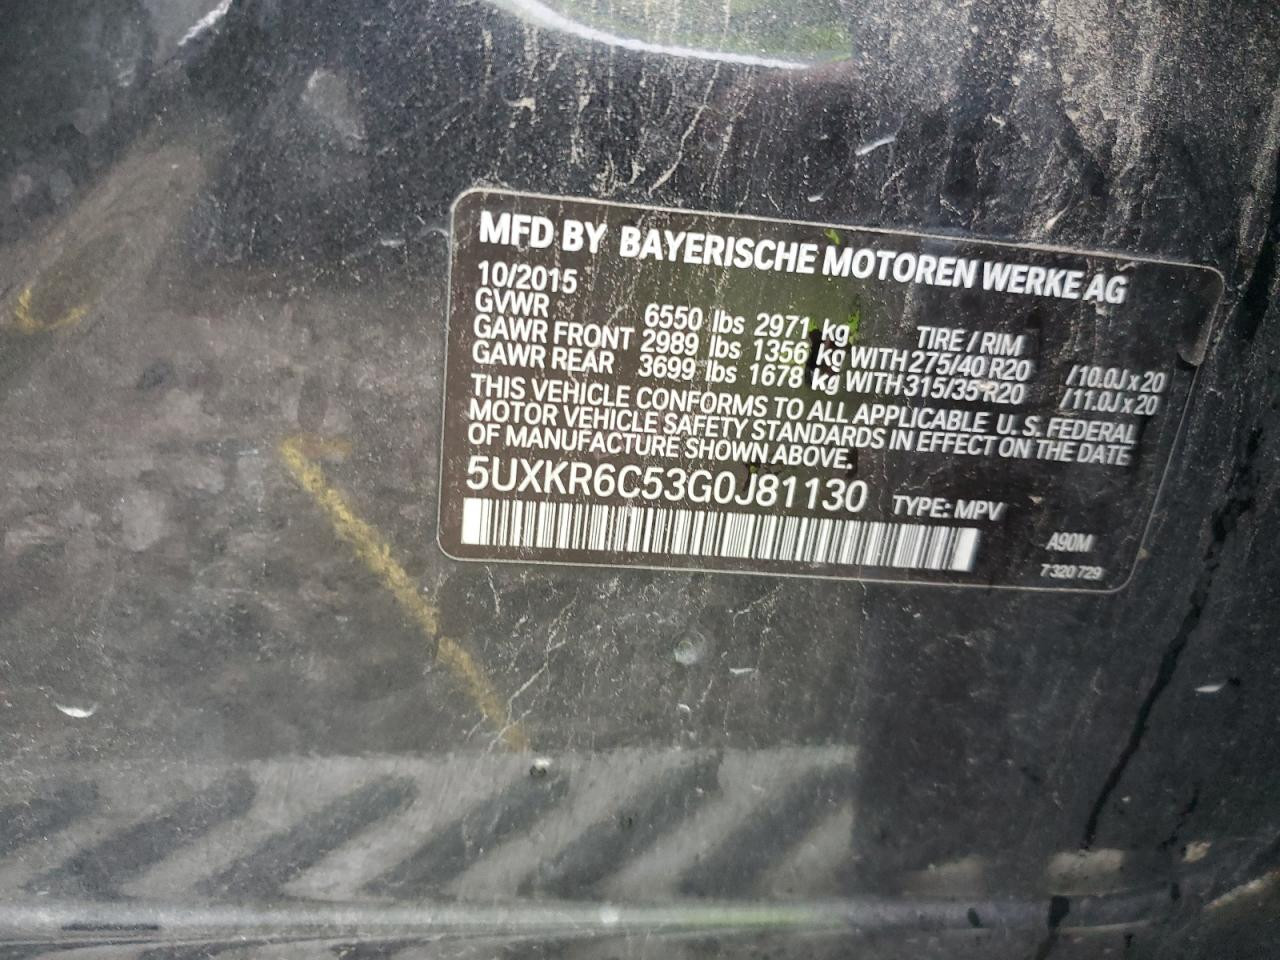 MFD BY BAYERISCHE MOTOREN WERKE AG
10/2015
GVWR 6550 lbs 2971 kg TIRE / RIM
GAWR FRONT 2989 lbs 1356 kg WITH 275/40 R20 /10.0J x 20
GAWR REAR 3699 lbs 1678 kg WITH 315/35 R20 /11.0J x 20
THIS VEHICLE CONFORMS TO ALL APPLICABLE U.S. FEDERAL
MOTOR VEHICLE SAFETY STANDARDS IN EFFECT ON THE DATE
OF MANUFACTURE SHOWN ABOVE.
5UXKR6C53G0J81130 TYPE: MPV
A90M
7 320 729